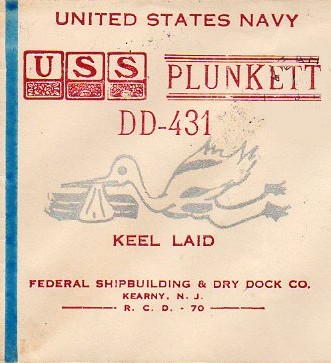 UNITED STATES NAVY
USS PLUNKETT
DD-431
KEEL LAID
FEDERAL SHIPBUILDING & DRY DOCK CO.
KEARNY, N. J.
R. C. D. - 70